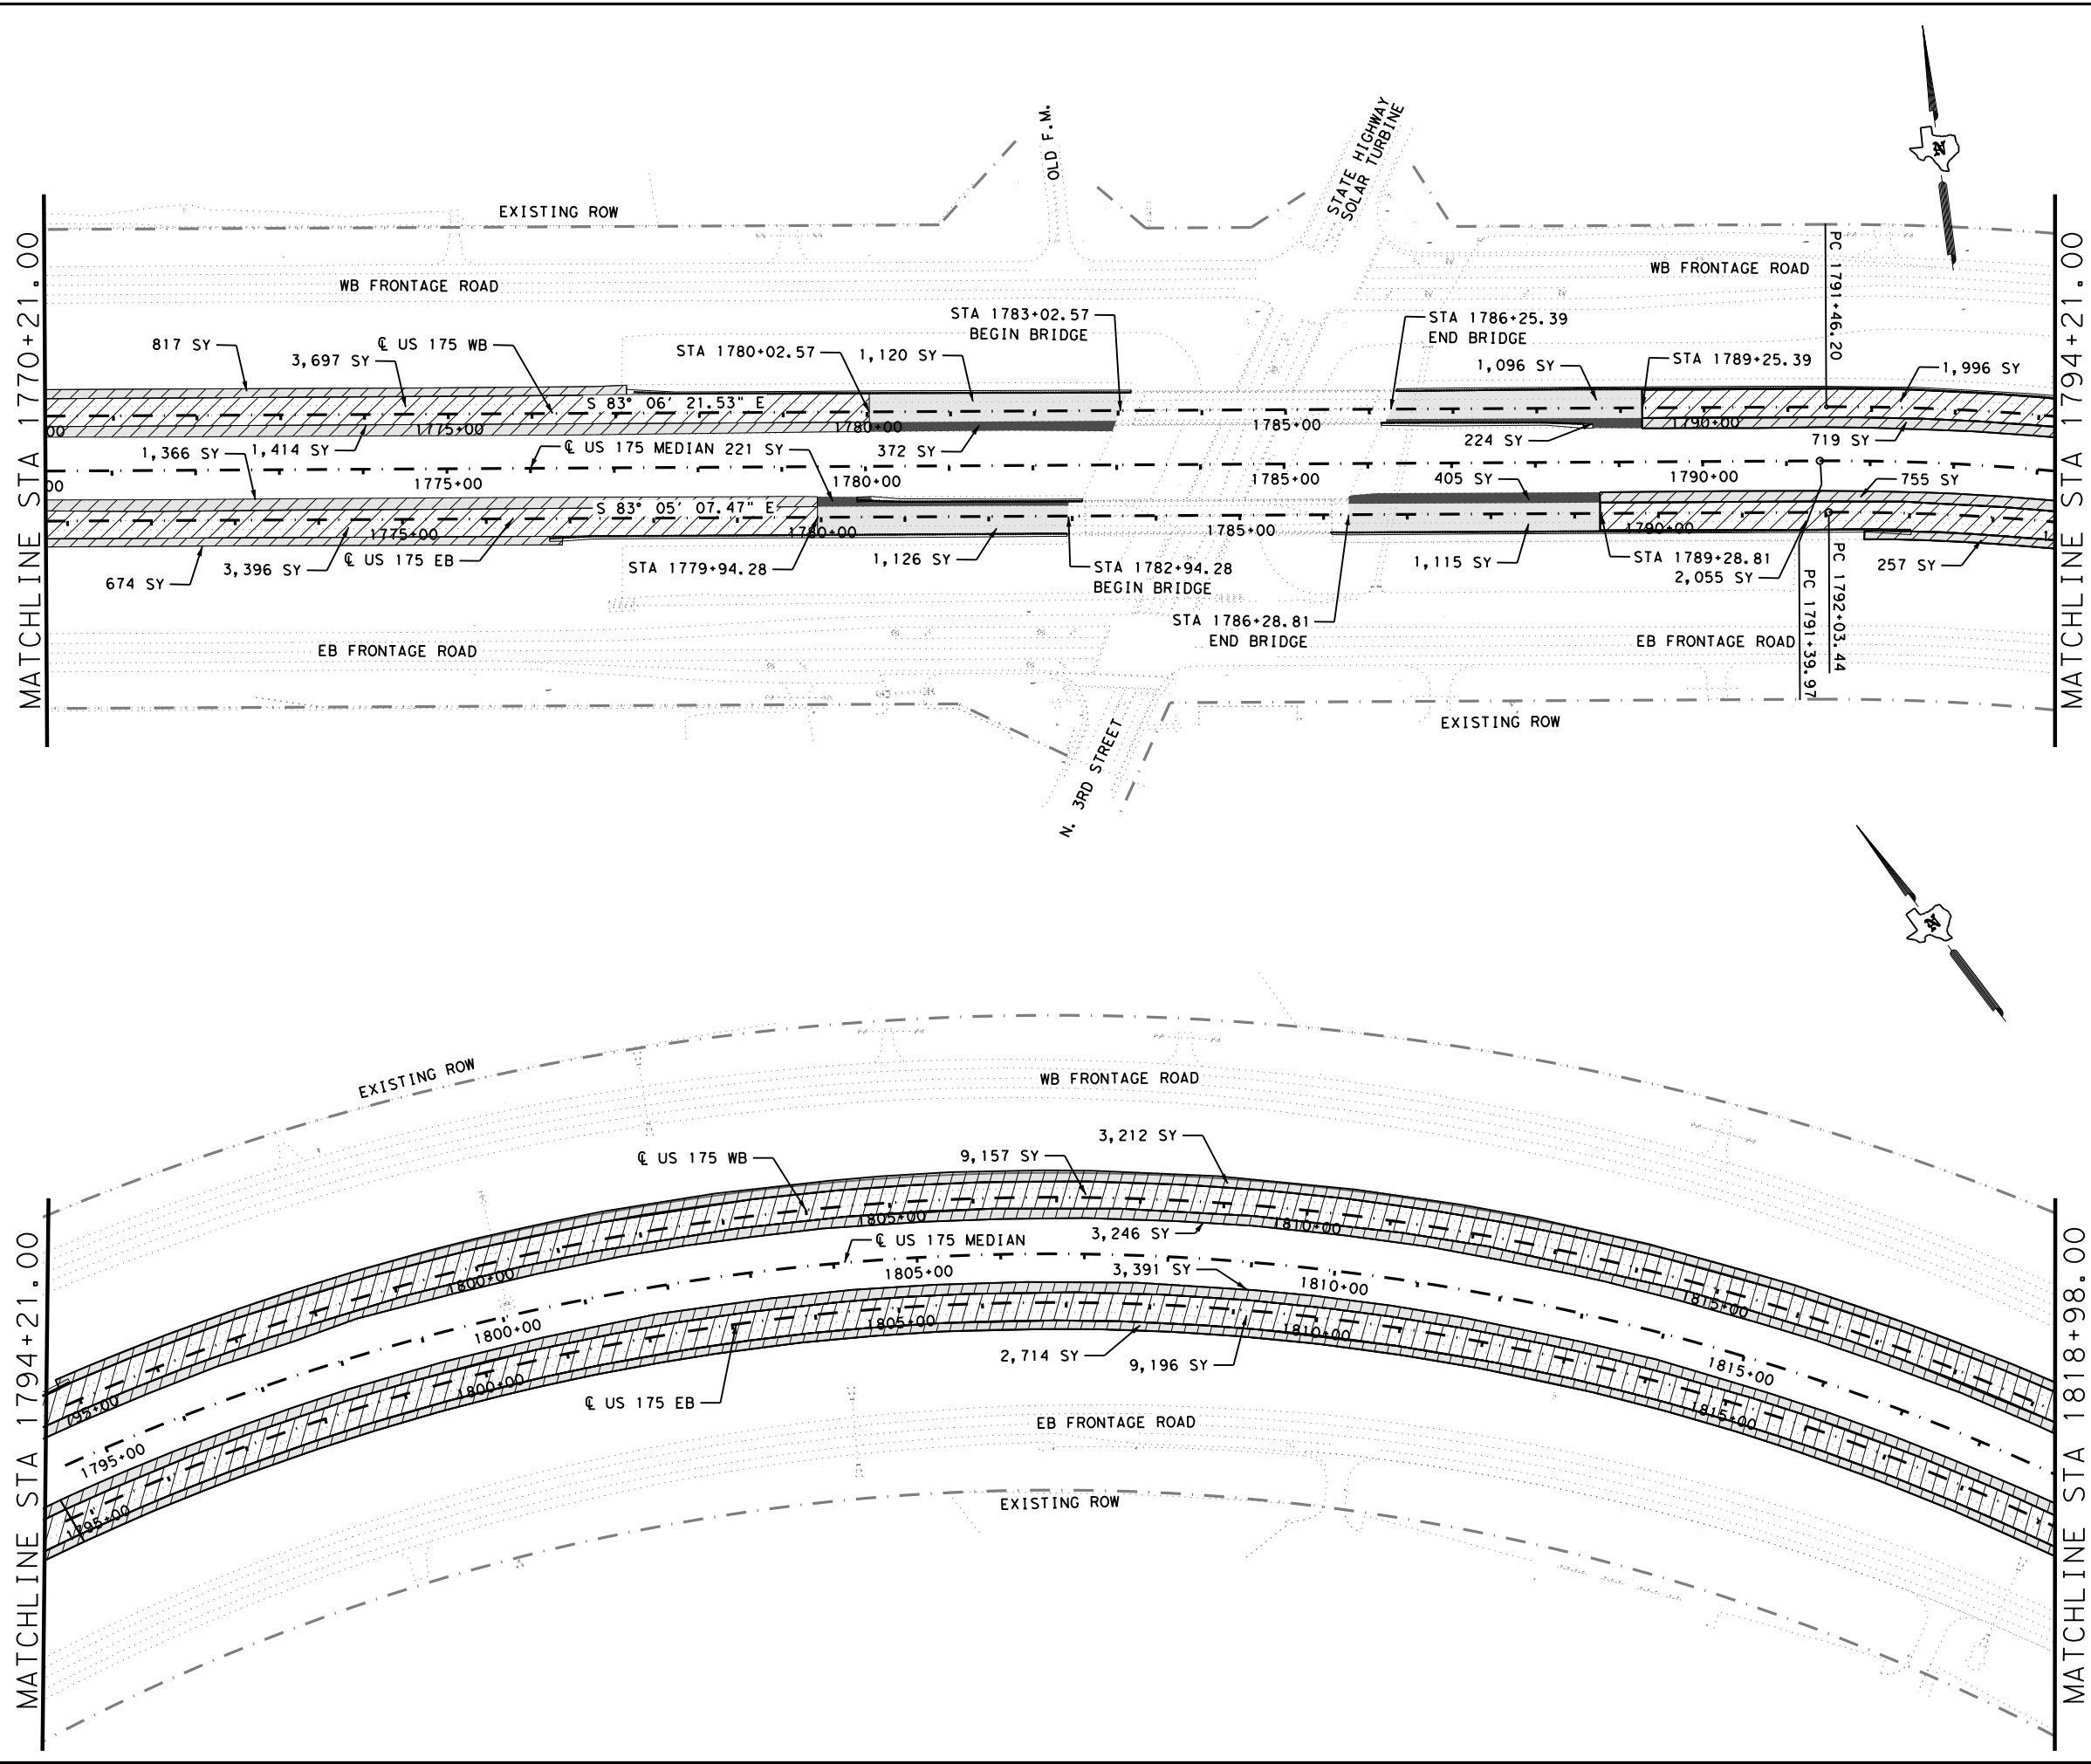 OLD F.M.
STATE HIGHWAY
SOLAR TURBINE
EXISTING ROW
MATCHLINE STA 1770+21.00
MATCHLINE STA 1794+21.00
PC 1791+46.20
WB FRONTAGE ROAD
WB FRONTAGE ROAD
STA 1783+02.57
BEGIN BRIDGE
STA 1786+25.39
END BRIDGE
817 SY
3,697 SY
℄ US 175 WB
STA 1780+02.57
1,120 SY
1,096 SY
STA 1789+25.39
1,996 SY
S 83° 06' 21.53" E
00
1775+00
1780+00
1785+00
1790+00
1,366 SY
1,414 SY
℄ US 175 MEDIAN
221 SY
372 SY
224 SY
719 SY
00
1775+00
1780+00
1785+00
405 SY
1790+00
755 SY
S 83° 05' 07.47" E
1775+00
1780+00
1785+00
1790+00
1
674 SY
3,396 SY
℄ US 175 EB
STA 1779+94.28
1,126 SY
STA 1782+94.28
BEGIN BRIDGE
1,115 SY
STA 1789+28.81
2,055 SY
257 SY
STA 1786+28.81
END BRIDGE
PC 1791+39.97
PC 1792+03.44
EB FRONTAGE ROAD
EB FRONTAGE ROAD
EXISTING ROW
N. 3RD STREET
EXISTING ROW
WB FRONTAGE ROAD
MATCHLINE STA 1794+21.00
MATCHLINE STA 1818+98.00
3,212 SY
9,157 SY
℄ US 175 WB
795+00
1800+00
1805+00
1810+00
1815+00
3,246 SY
℄ US 175 MEDIAN
1795+00
1800+00
1805+00
1810+00
1815+00
3,391 SY
1795+00
1800+00
1805+00
1810+00
1815+00
2,714 SY
9,196 SY
℄ US 175 EB
EB FRONTAGE ROAD
EXISTING ROW